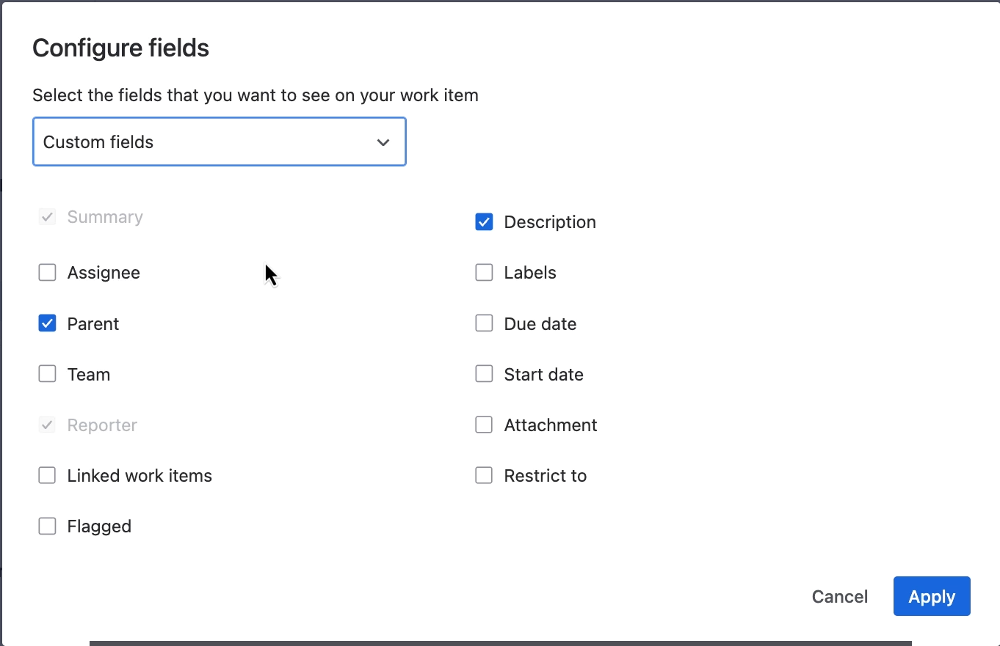 Configure fields
Select the fields that you want to see on your work item
Custom fields
Summary
Description
Assignee
Labels
Parent
Due date
Team
Start date
Reporter
Attachment
Linked work items
Restrict to
Flagged
Cancel
Apply